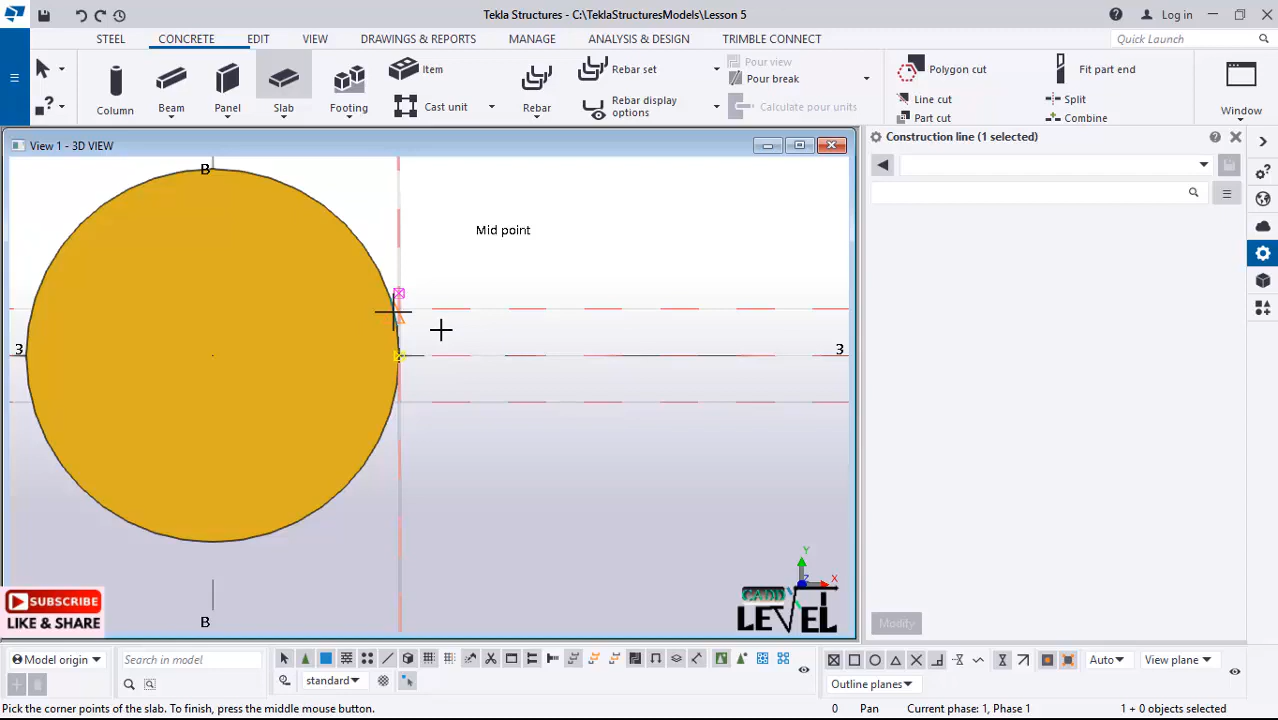 Tekla Structures - C:\TeklaStructuresModels\Lesson 5
Log in
STEEL
CONCRETE
EDIT
VIEW
DRAWINGS & REPORTS
MANAGE
ANALYSIS & DESIGN
TRIMBLE CONNECT
Quick Launch
Column
Beam
Panel
Slab
Footing
Item
Cast unit
Rebar
Rebar set
Rebar display options
Pour view
Pour break
Calculate pour units
Polygon cut
Line cut
Part cut
Fit part end
Split
Combine
Window
View 1 - 3D VIEW
Construction line (1 selected)
B
Mid point
3
3
B
Y
Z
X
SUBSCRIBE
LIKE & SHARE
CADD
LEVEL
Modify
Model origin
Search in model
standard
Auto
View plane
Outline planes
Pick the corner points of the slab. To finish, press the middle mouse button.
0
Pan
Current phase: 1, Phase 1
1 + 0 objects selected